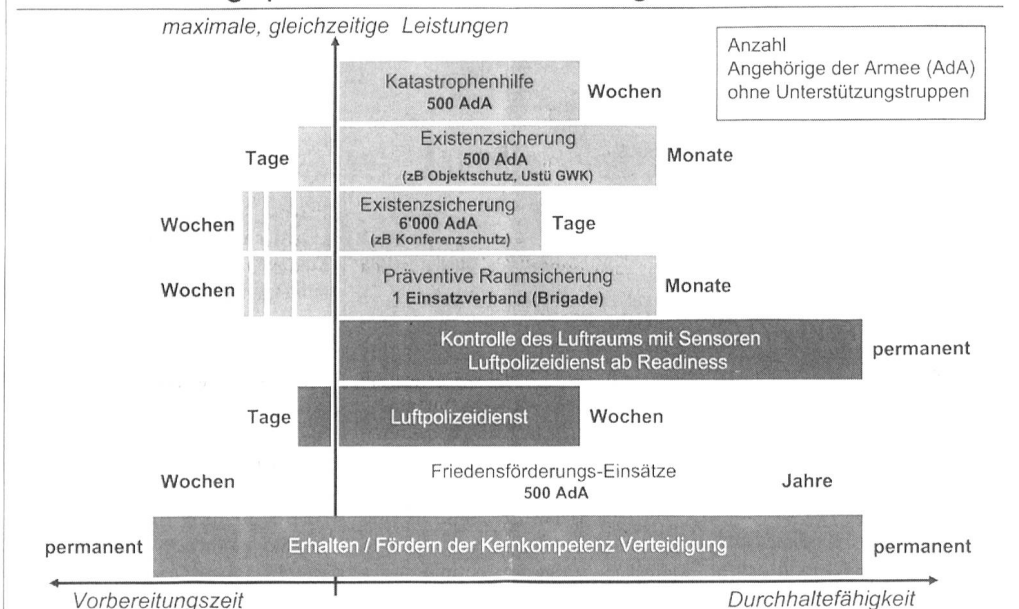 maximale, gleichzeitige Leistungen
Anzahl
Angehörige der Armee (AdA)
ohne Unterstützungstruppen
Katastrophenhilfe
500 AdA
Wochen
Tage
Existenzsicherung
500 AdA
(zB Objektschutz, Ustü GWK)
Monate
Wochen
Existenzsicherung
6'000 AdA
(zB Konferenzschutz)
Tage
Wochen
Präventive Raumsicherung
1 Einsatzverband (Brigade)
Monate
Kontrolle des Luftraums mit Sensoren
Luftpolizeidienst ab Readiness
permanent
Tage
Luftpolizeidienst
Wochen
Wochen
Friedensförderungs-Einsätze
500 AdA
Jahre
permanent
Erhalten / Fördern der Kernkompetenz Verteidigung
permanent
Vorbereitungszeit
Durchhaltefähigkeit